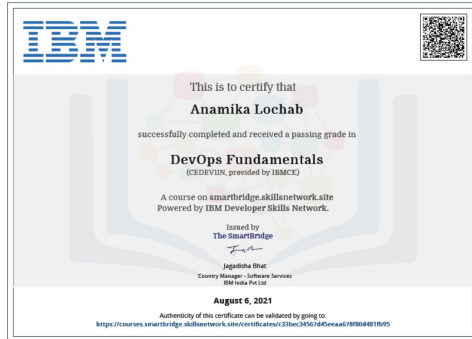 IBM
This is to certify that
Anamika Lochab
successfully completed and received a passing grade in
DevOps Fundamentals
(CEDEVIIN, provided by IBMCE)
A course on smartbridge.skillsnetwork.site
Powered by IBM Developer Skills Network.
Issued by
The SmartBridge
Jagadisha Bhat
Country Manager - Software Services
IBM India Pvt Ltd
August 6, 2021
Authenticity of this certificate can be validated by going to:
https://courses.smartbridge.skillsnetwork.site/certificates/c33bec34567d45eeaa678f80d481fb95